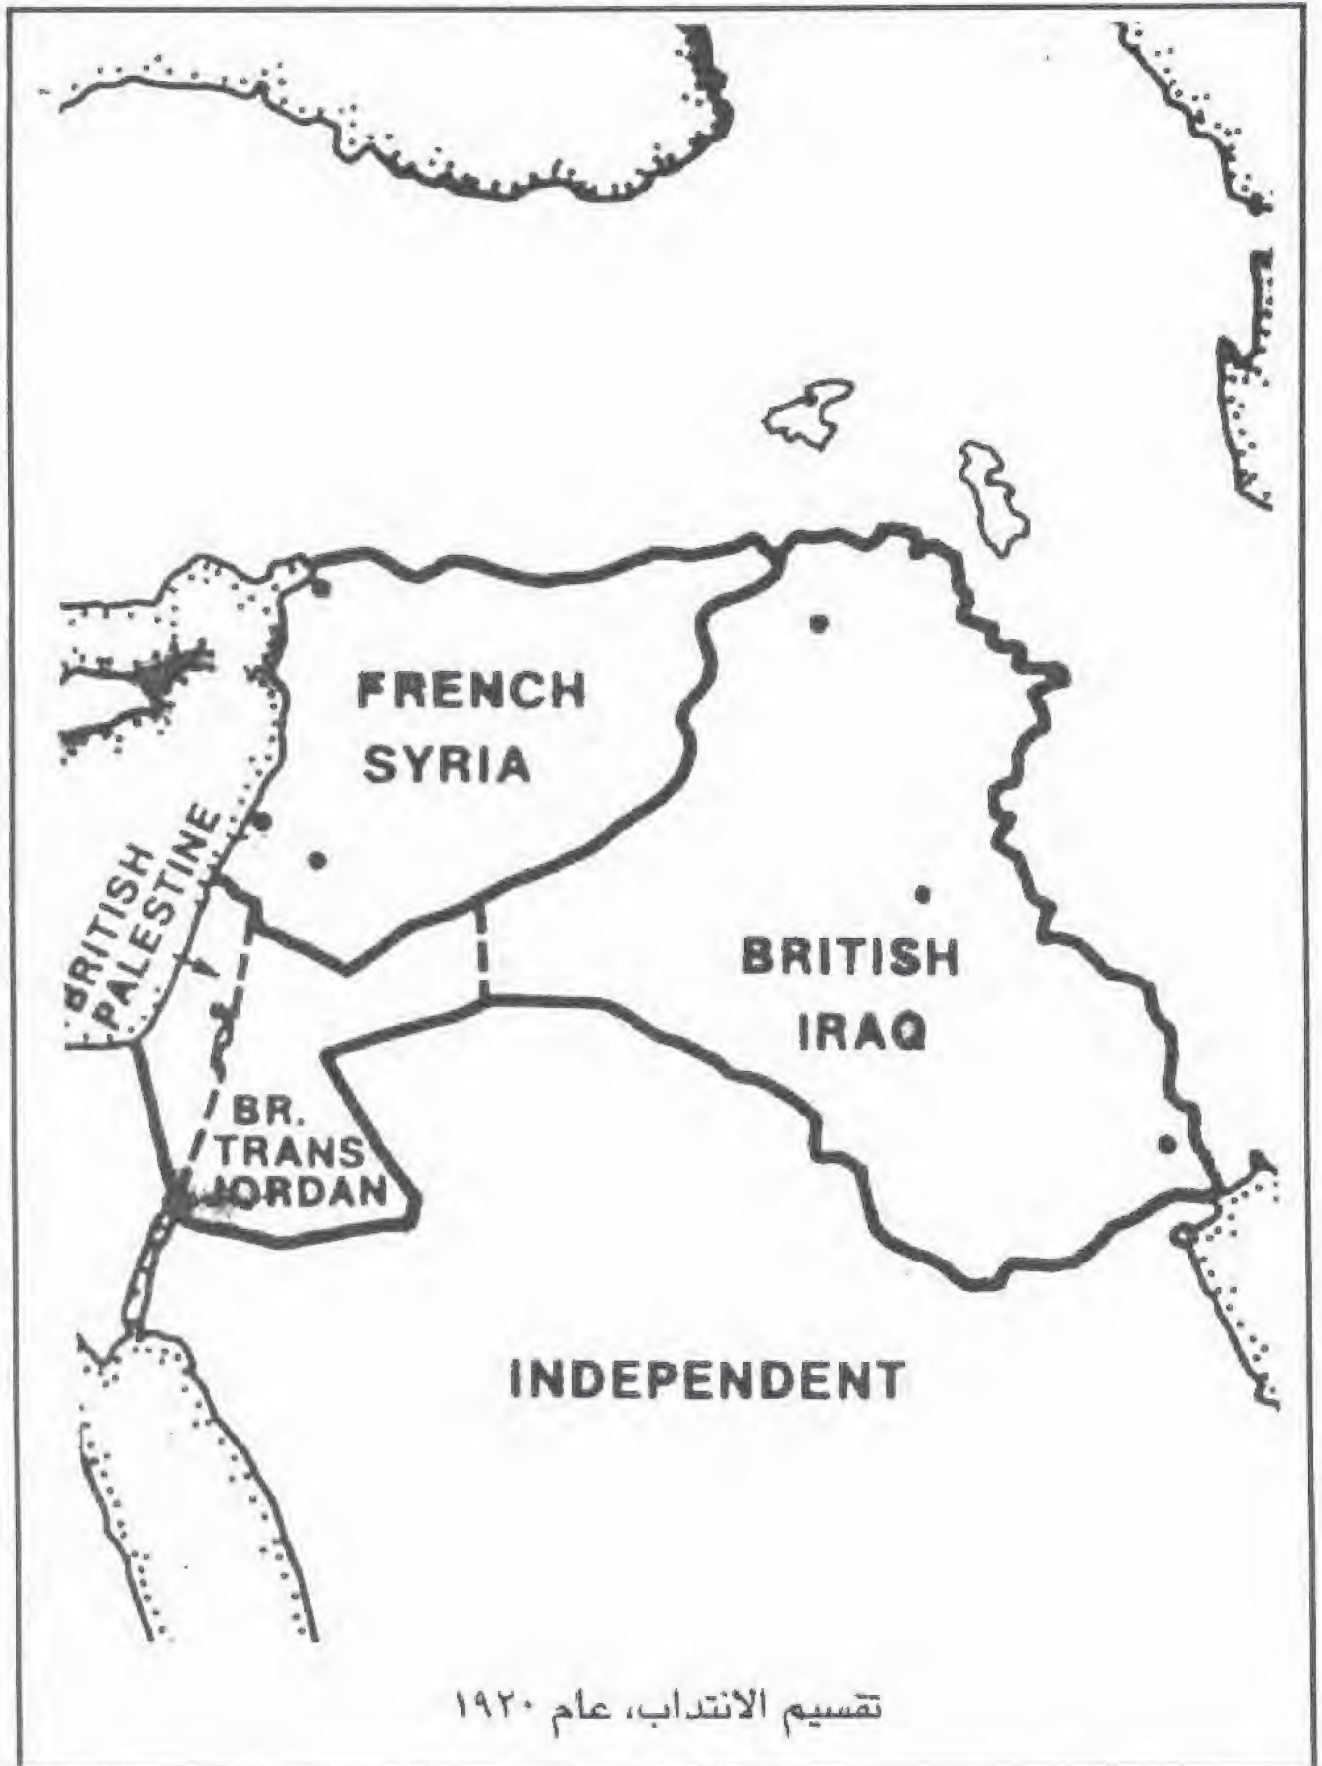 FRENCH
SYRIA
BRITISH
PALESTINE
BRITISH
IRAQ
BR.
TRANS
JORDAN
INDEPENDENT
تقسيم الانتداب، عام ١٩٢٠